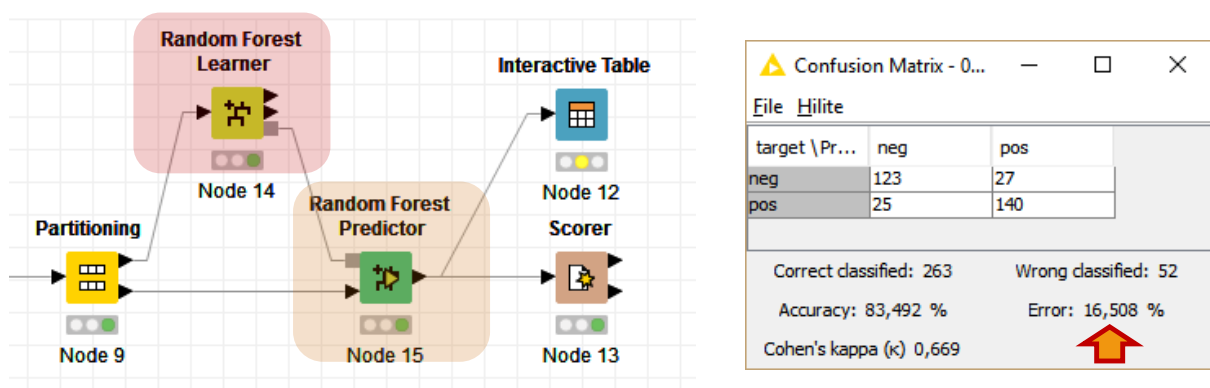 Random Forest
Learner
Node 14
Interactive Table
Node 12
Partitioning
Node 9
Random Forest
Predictor
Node 15
Scorer
Node 13
Confusion Matrix - 0...
File Hilite
target \ Pr... neg pos
neg 123 27
pos 25 140
Correct classified: 263 Wrong classified: 52
Accuracy: 83,492 % Error: 16,508 %
Cohen's kappa (κ) 0,669